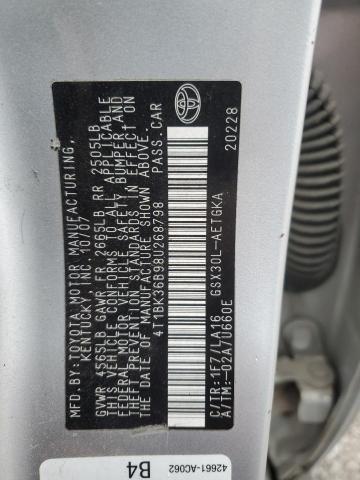 MFD.BY:TOYOTA MOTOR MANUFACTURING,
KENTUCKY, INC. 10/07
GVWR 4565LB GAWR FR 2665LB RR 2505LB
THIS VEHICLE CONFORMS TO ALL APPLICABLE
FEDERAL MOTOR VEHICLE SAFETY, BUMPER, AND
THEFT PREVENTION STANDARDS IN EFFECT ON
THE DATE OF MANUFACTURE SHOWN ABOVE.
4T1BK36B98U268798 PASS.CAR
C/TR:1F7/LA16 GSX30L-AETGKA
A/TM:-02A/U660E 20228
42661-AC062
B4